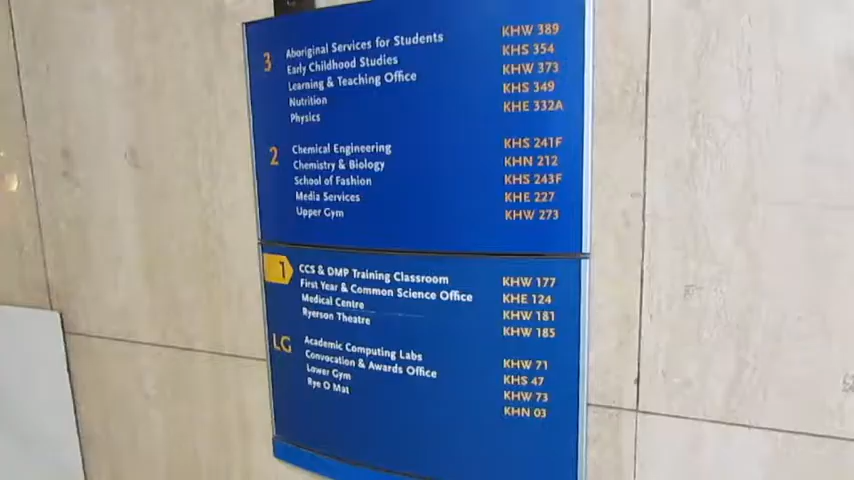 3 Aboriginal Services for Students KHW 389
Early Childhood Studies KHS 354
Learning & Teaching Office KHW 373
Nutrition KHS 349
Physics KHE 332A
2 Chemical Engineering KHS 241F
Chemistry & Biology KHN 212
School of Fashion KHS 243F
Media Services KHE 227
Upper Gym KHW 273
1 CCS & DMP Training Classroom KHW 177
First Year & Common Science Office KHE 124
Medical Centre KHW 181
Ryerson Theatre KHW 185
LG Academic Computing Labs KHW 71
Convocation & Awards Office KHS 47
Lower Gym KHW 73
Rye O Mat KHN 03